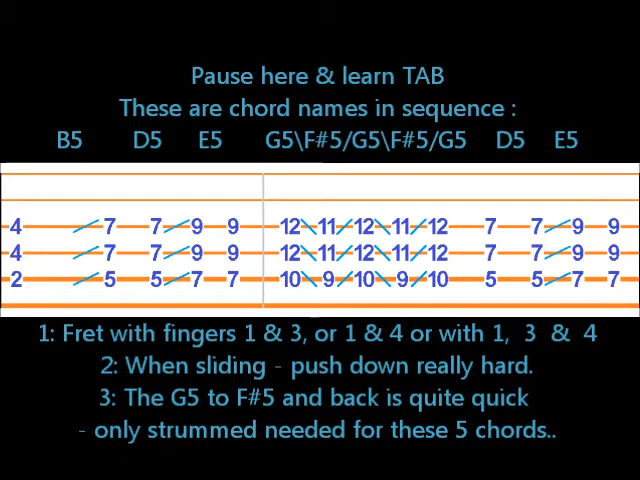 Pause here & learn TAB
These are chord names in sequence :
B5 D5 E5 G5\F#5/G5\F#5/G5 D5 E5
4 7 7 9 9 12 11 12 11 12 7 7 9 9
4 7 7 9 9 12 11 12 11 12 7 7 9 9
2 5 5 7 7 10 9 10 9 10 5 5 7 7
1: Fret with fingers 1 & 3, or 1 & 4 or with 1, 3 & 4
2: When sliding - push down really hard.
3: The G5 to F#5 and back is quite quick
- only strummed needed for these 5 chords..